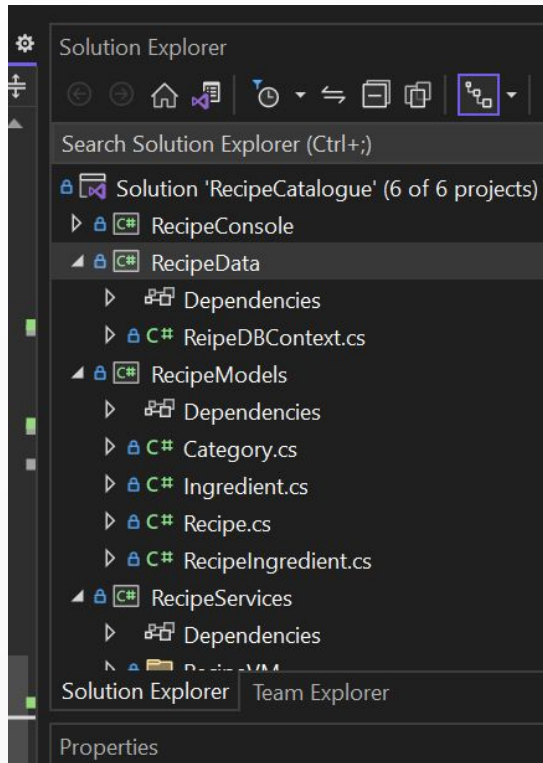 Solution Explorer
Search Solution Explorer (Ctrl+;)
Solution 'RecipeCatalogue' (6 of 6 projects)
C# RecipeConsole
C# RecipeData
Dependencies
C# ReipeDBContext.cs
C# RecipeModels
Dependencies
C# Category.cs
C# Ingredient.cs
C# Recipe.cs
C# RecipeIngredient.cs
C# RecipeServices
Dependencies
RecipeVM
Solution Explorer Team Explorer
Properties